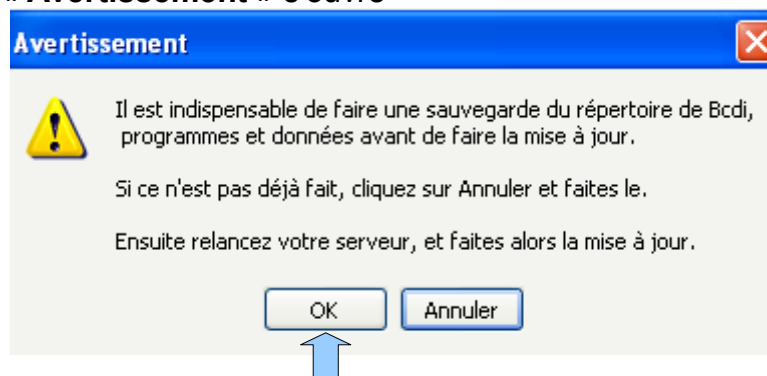 « Avertissement » s'ouvre
Avertissement
Il est indispensable de faire une sauvegarde du répertoire de Bcdi,
programmes et données avant de faire la mise à jour.
Si ce n'est pas déjà fait, cliquez sur Annuler et faites le.
Ensuite relancez votre serveur, et faites alors la mise à jour.
OK
Annuler